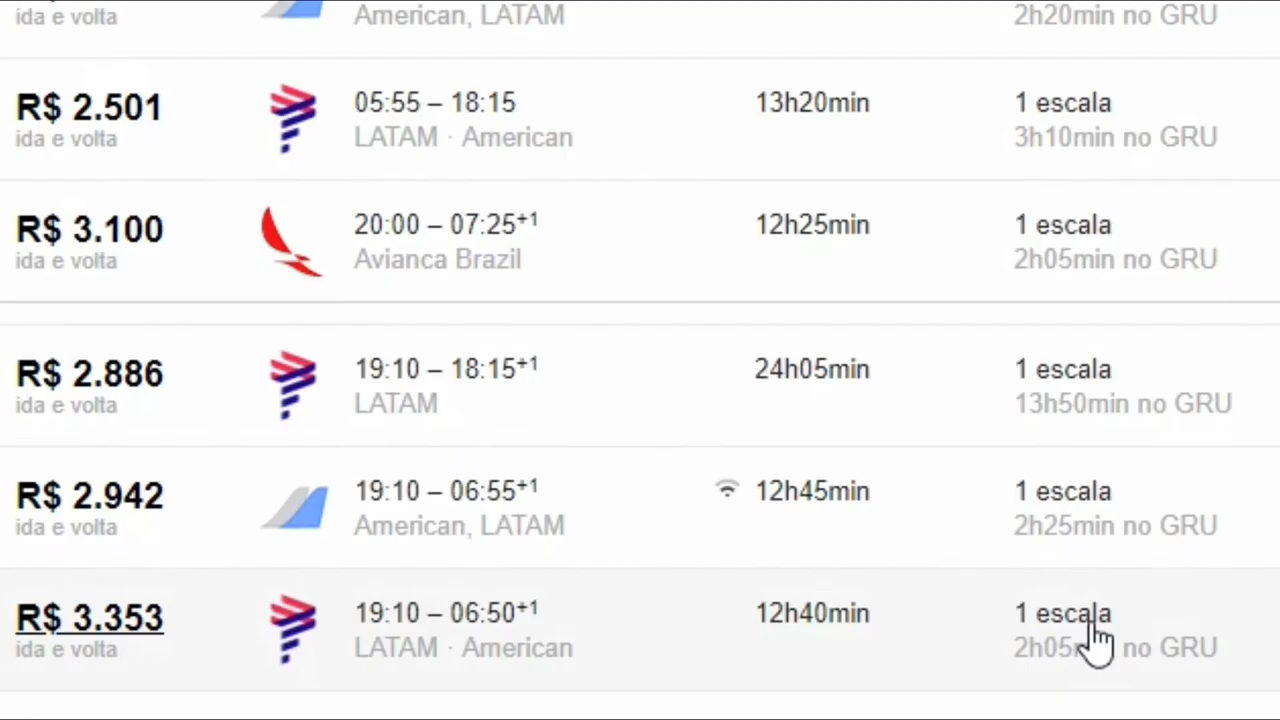 ida e volta American, LATAM 2h20min no GRU
R$ 2.501 05:55 – 18:15 13h20min 1 escala
ida e volta LATAM · American 3h10min no GRU
R$ 3.100 20:00 – 07:25+1 12h25min 1 escala
ida e volta Avianca Brazil 2h05min no GRU
R$ 2.886 19:10 – 18:15+1 24h05min 1 escala
ida e volta LATAM 13h50min no GRU
R$ 2.942 19:10 – 06:55+1 12h45min 1 escala
ida e volta American, LATAM 2h25min no GRU
R$ 3.353 19:10 – 06:50+1 12h40min 1 escala
ida e volta LATAM · American no GRU